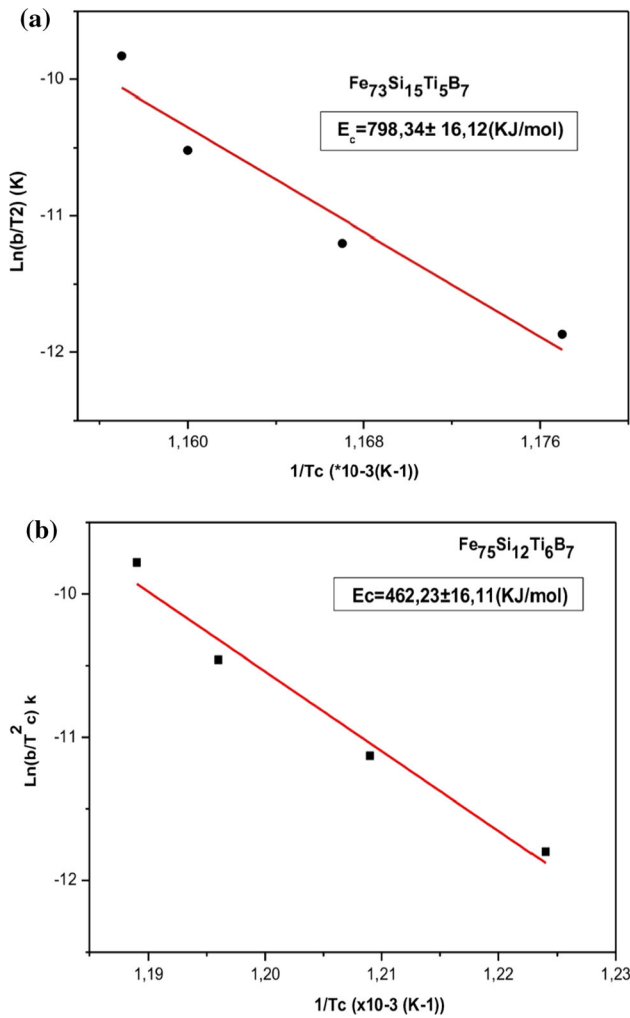 (a)
Fe73Si15Ti5B7
Ec=798,34± 16,12(KJ/mol)
Ln(b/T2) (K)
-10
-11
-12
1,160
1,168
1,176
1/Tc (*10-3(K-1))
(b)
Fe75Si12Ti6B7
Ec=462,23±16,11(KJ/mol)
Ln(b/T2c) k
-10
-11
-12
1,19
1,20
1,21
1,22
1,23
1/Tc (x10-3 (K-1))